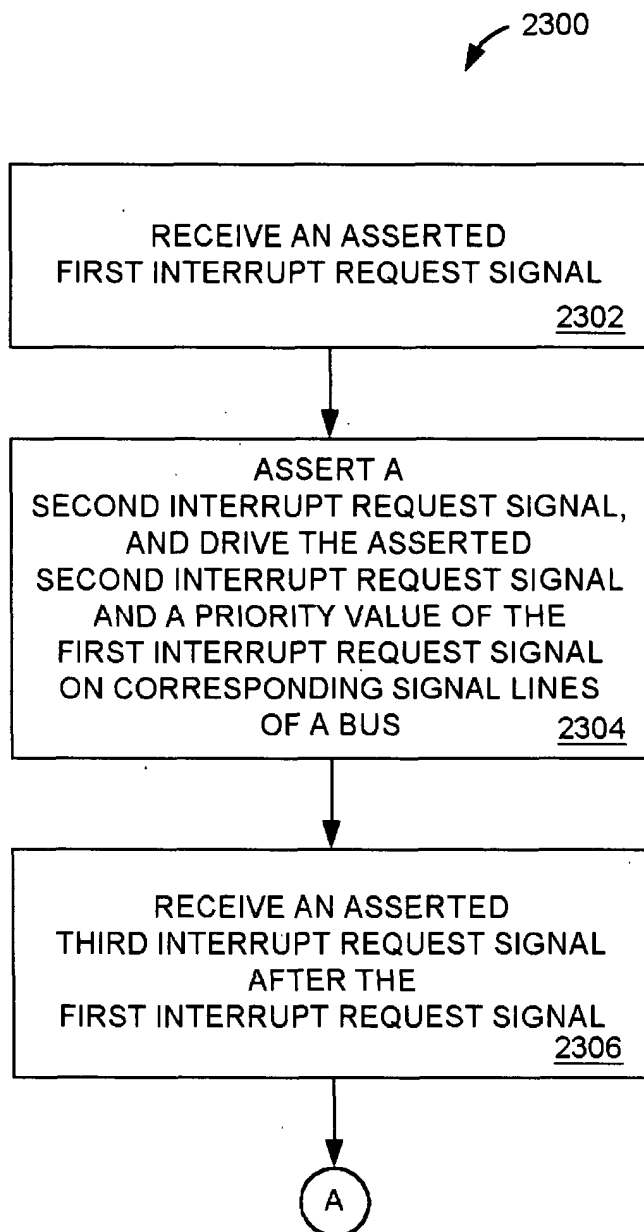 2300
RECEIVE AN ASSERTED
FIRST INTERRUPT REQUEST SIGNAL
2302
ASSERT A
SECOND INTERRUPT REQUEST SIGNAL,
AND DRIVE THE ASSERTED
SECOND INTERRUPT REQUEST SIGNAL
AND A PRIORITY VALUE OF THE
FIRST INTERRUPT REQUEST SIGNAL
ON CORRESPONDING SIGNAL LINES
OF A BUS
2304
RECEIVE AN ASSERTED
THIRD INTERRUPT REQUEST SIGNAL
AFTER THE
FIRST INTERRUPT REQUEST SIGNAL
2306
A